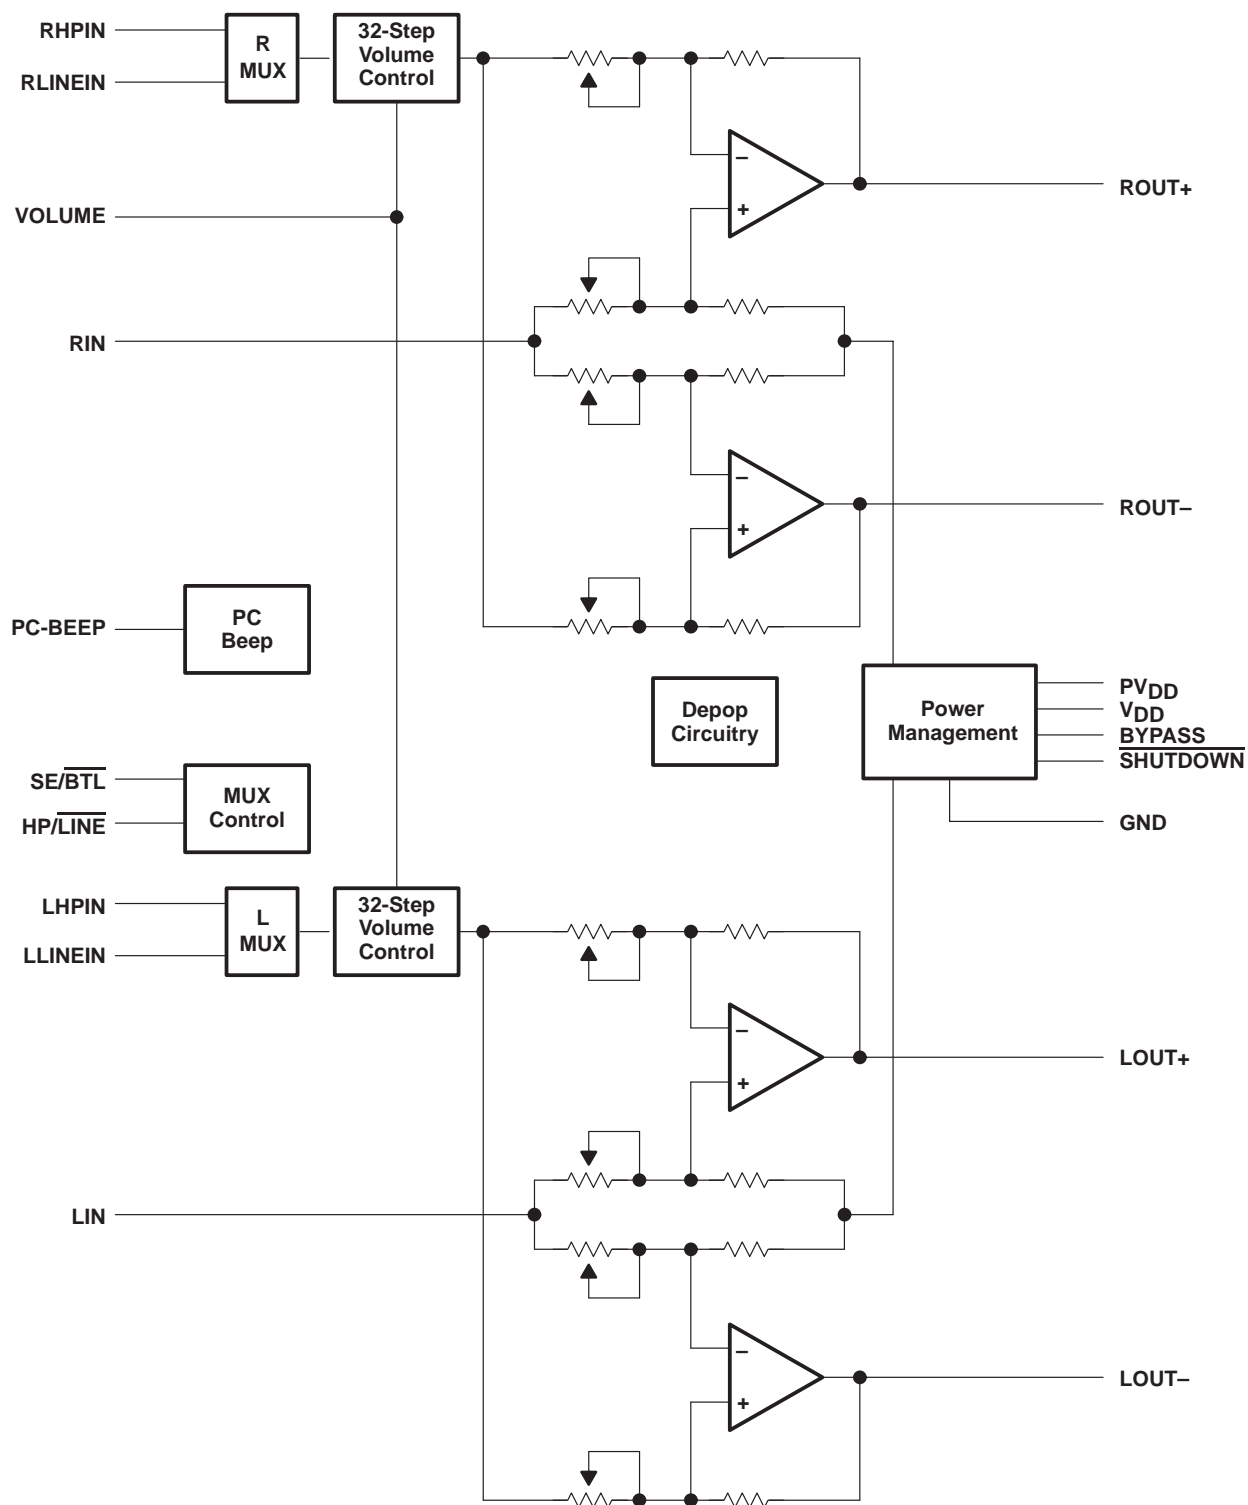 RHPIN
R
MUX
32-Step
Volume
Control
RLINEIN
–
ROUT+
+
VOLUME
RIN
–
ROUT–
+
PC-BEEP
PC
Beep
Depop
Circuitry
Power
Management
PVDD
VDD
BYPASS
SHUTDOWN
GND
SE/BTL
HP/LINE
MUX
Control
LHPIN
L
MUX
32-Step
Volume
Control
LLINEIN
–
LOUT+
+
LIN
–
LOUT–
+